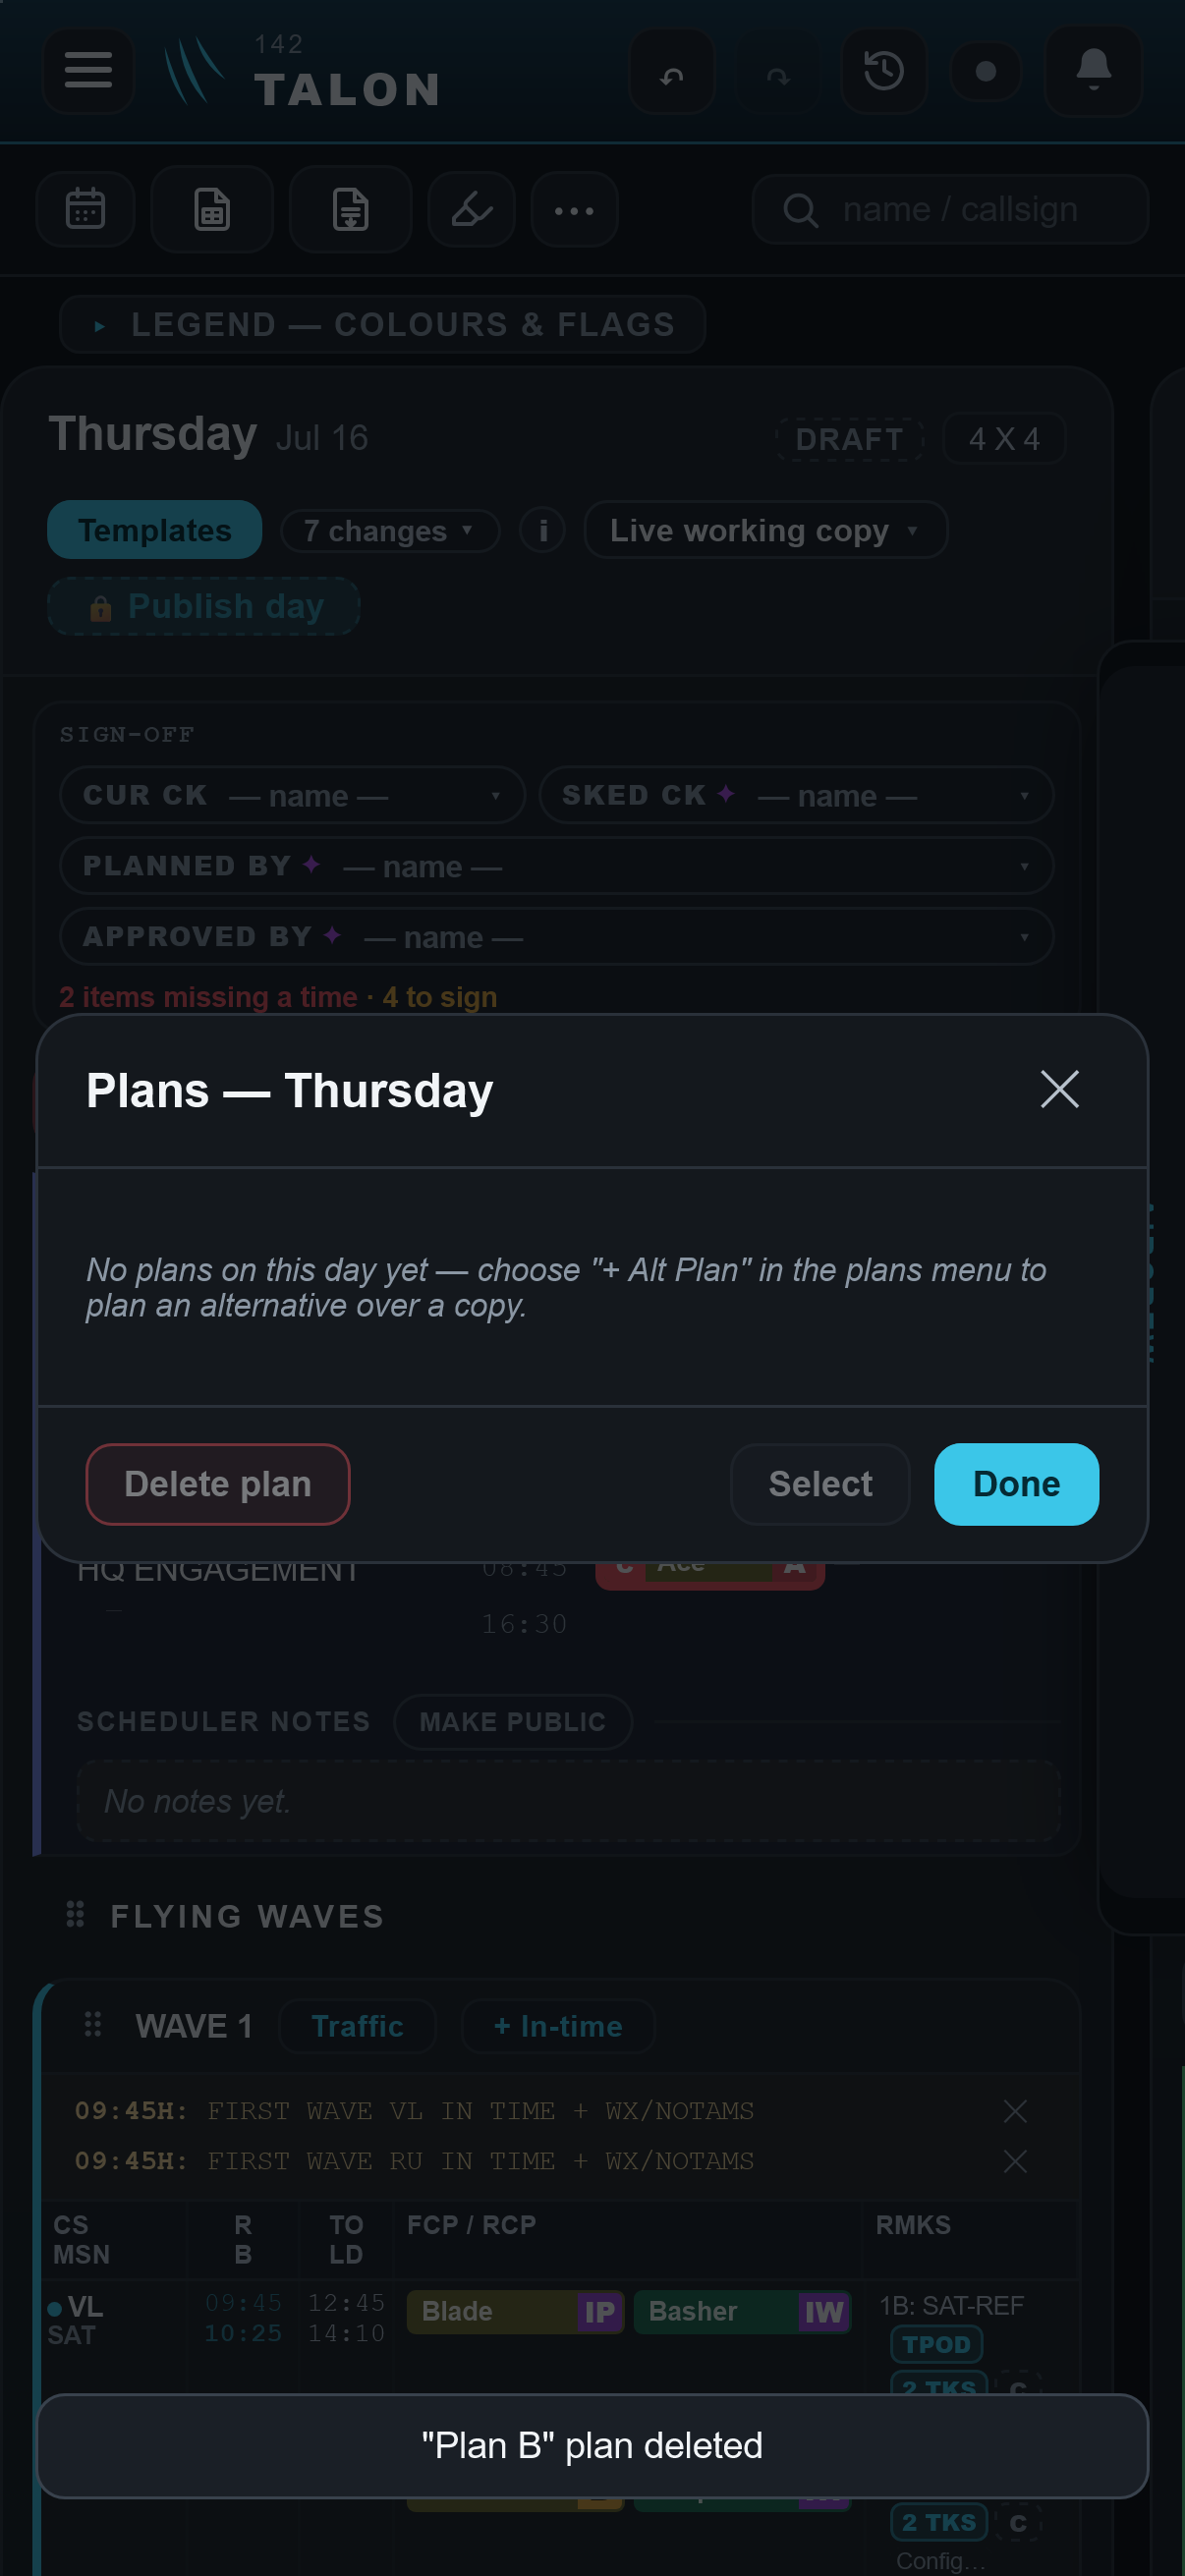 142
TALON
name / callsign
▸ LEGEND — COLOURS & FLAGS
Thursday Jul 16 DRAFT 4 X 4
Templates 7 changes ▾ i Live working copy ▾
🔒 Publish day
SIGN-OFF
CUR CK — name — ▾ SKED CK ✦ — name — ▾
PLANNED BY ✦ — name — ▾
APPROVED BY ✦ — name — ▾
2 items missing a time · 4 to sign
Plans — Thursday
No plans on this day yet — choose "+ Alt Plan" in the plans menu to
plan an alternative over a copy.
Delete plan Select Done
HQ ENGAGEMENT 08:45 C Ace A
— 16:30
SCHEDULER NOTES MAKE PUBLIC
No notes yet.
FLYING WAVES
WAVE 1 Traffic + In-time
09:45H: FIRST WAVE VL IN TIME + WX/NOTAMS
09:45H: FIRST WAVE RU IN TIME + WX/NOTAMS
CS R TO FCP / RCP RMKS
MSN B LD
VL 09:45 12:45 Blade IP Basher IW 1B: SAT-REF
SAT 10:25 14:10
TPOD
2 TKS C
"Plan B" plan deleted
2 TKS C
Config…